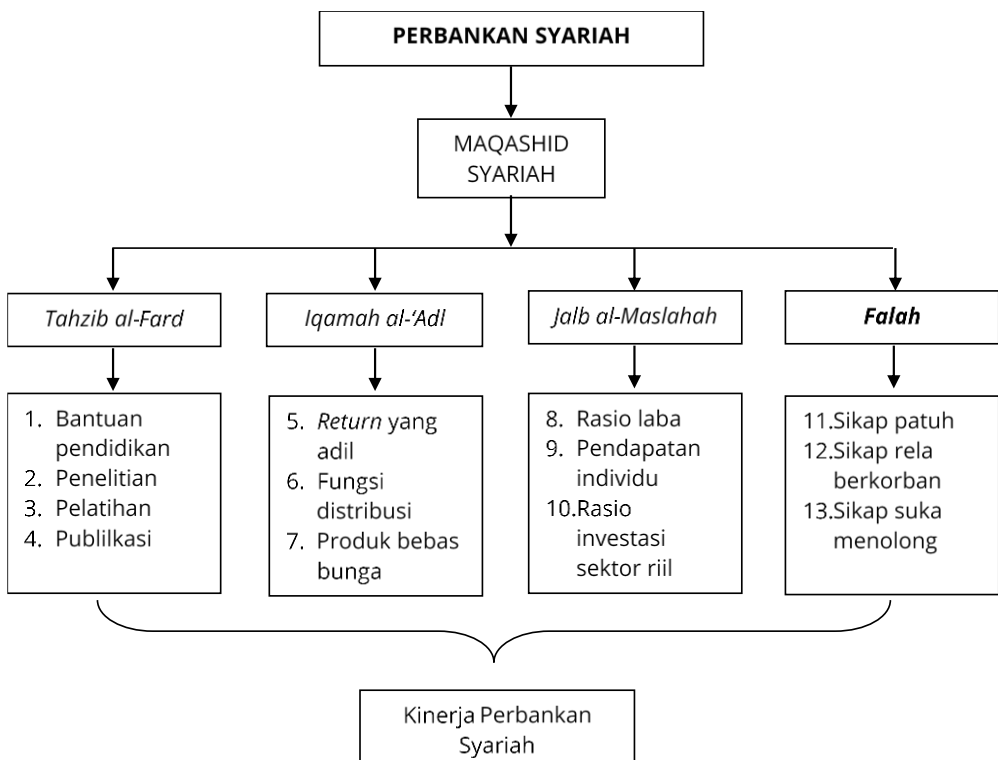 PERBANKAN SYARIAH
MAQASHID
SYARIAH
Tahzib al-Fard
Iqamah al-‘Adl
Jalb al-Maslahah
Falah
1. Bantuan
pendidikan
2. Penelitian
3. Pelatihan
4. Publilkasi
5. Return yang
adil
6. Fungsi
distribusi
7. Produk bebas
bunga
8. Rasio laba
9. Pendapatan
individu
10.Rasio
investasi
sektor riil
11.Sikap patuh
12.Sikap rela
berkorban
13.Sikap suka
menolong
Kinerja Perbankan
Syariah